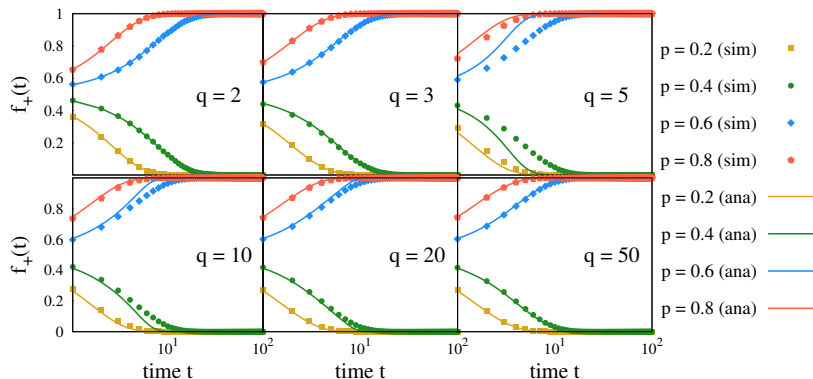 1
0.8
0.6
0.4
0.2
f+(t)
q = 2
q = 3
q = 5
p = 0.2 (sim)
p = 0.4 (sim)
p = 0.6 (sim)
p = 0.8 (sim)
0.8
0.6
0.4
0.2
0
f+(t)
q = 10
q = 20
q = 50
p = 0.2 (ana)
p = 0.4 (ana)
p = 0.6 (ana)
p = 0.8 (ana)
10^1 10^2 10^1 10^2 10^1 10^2
time t time t time t